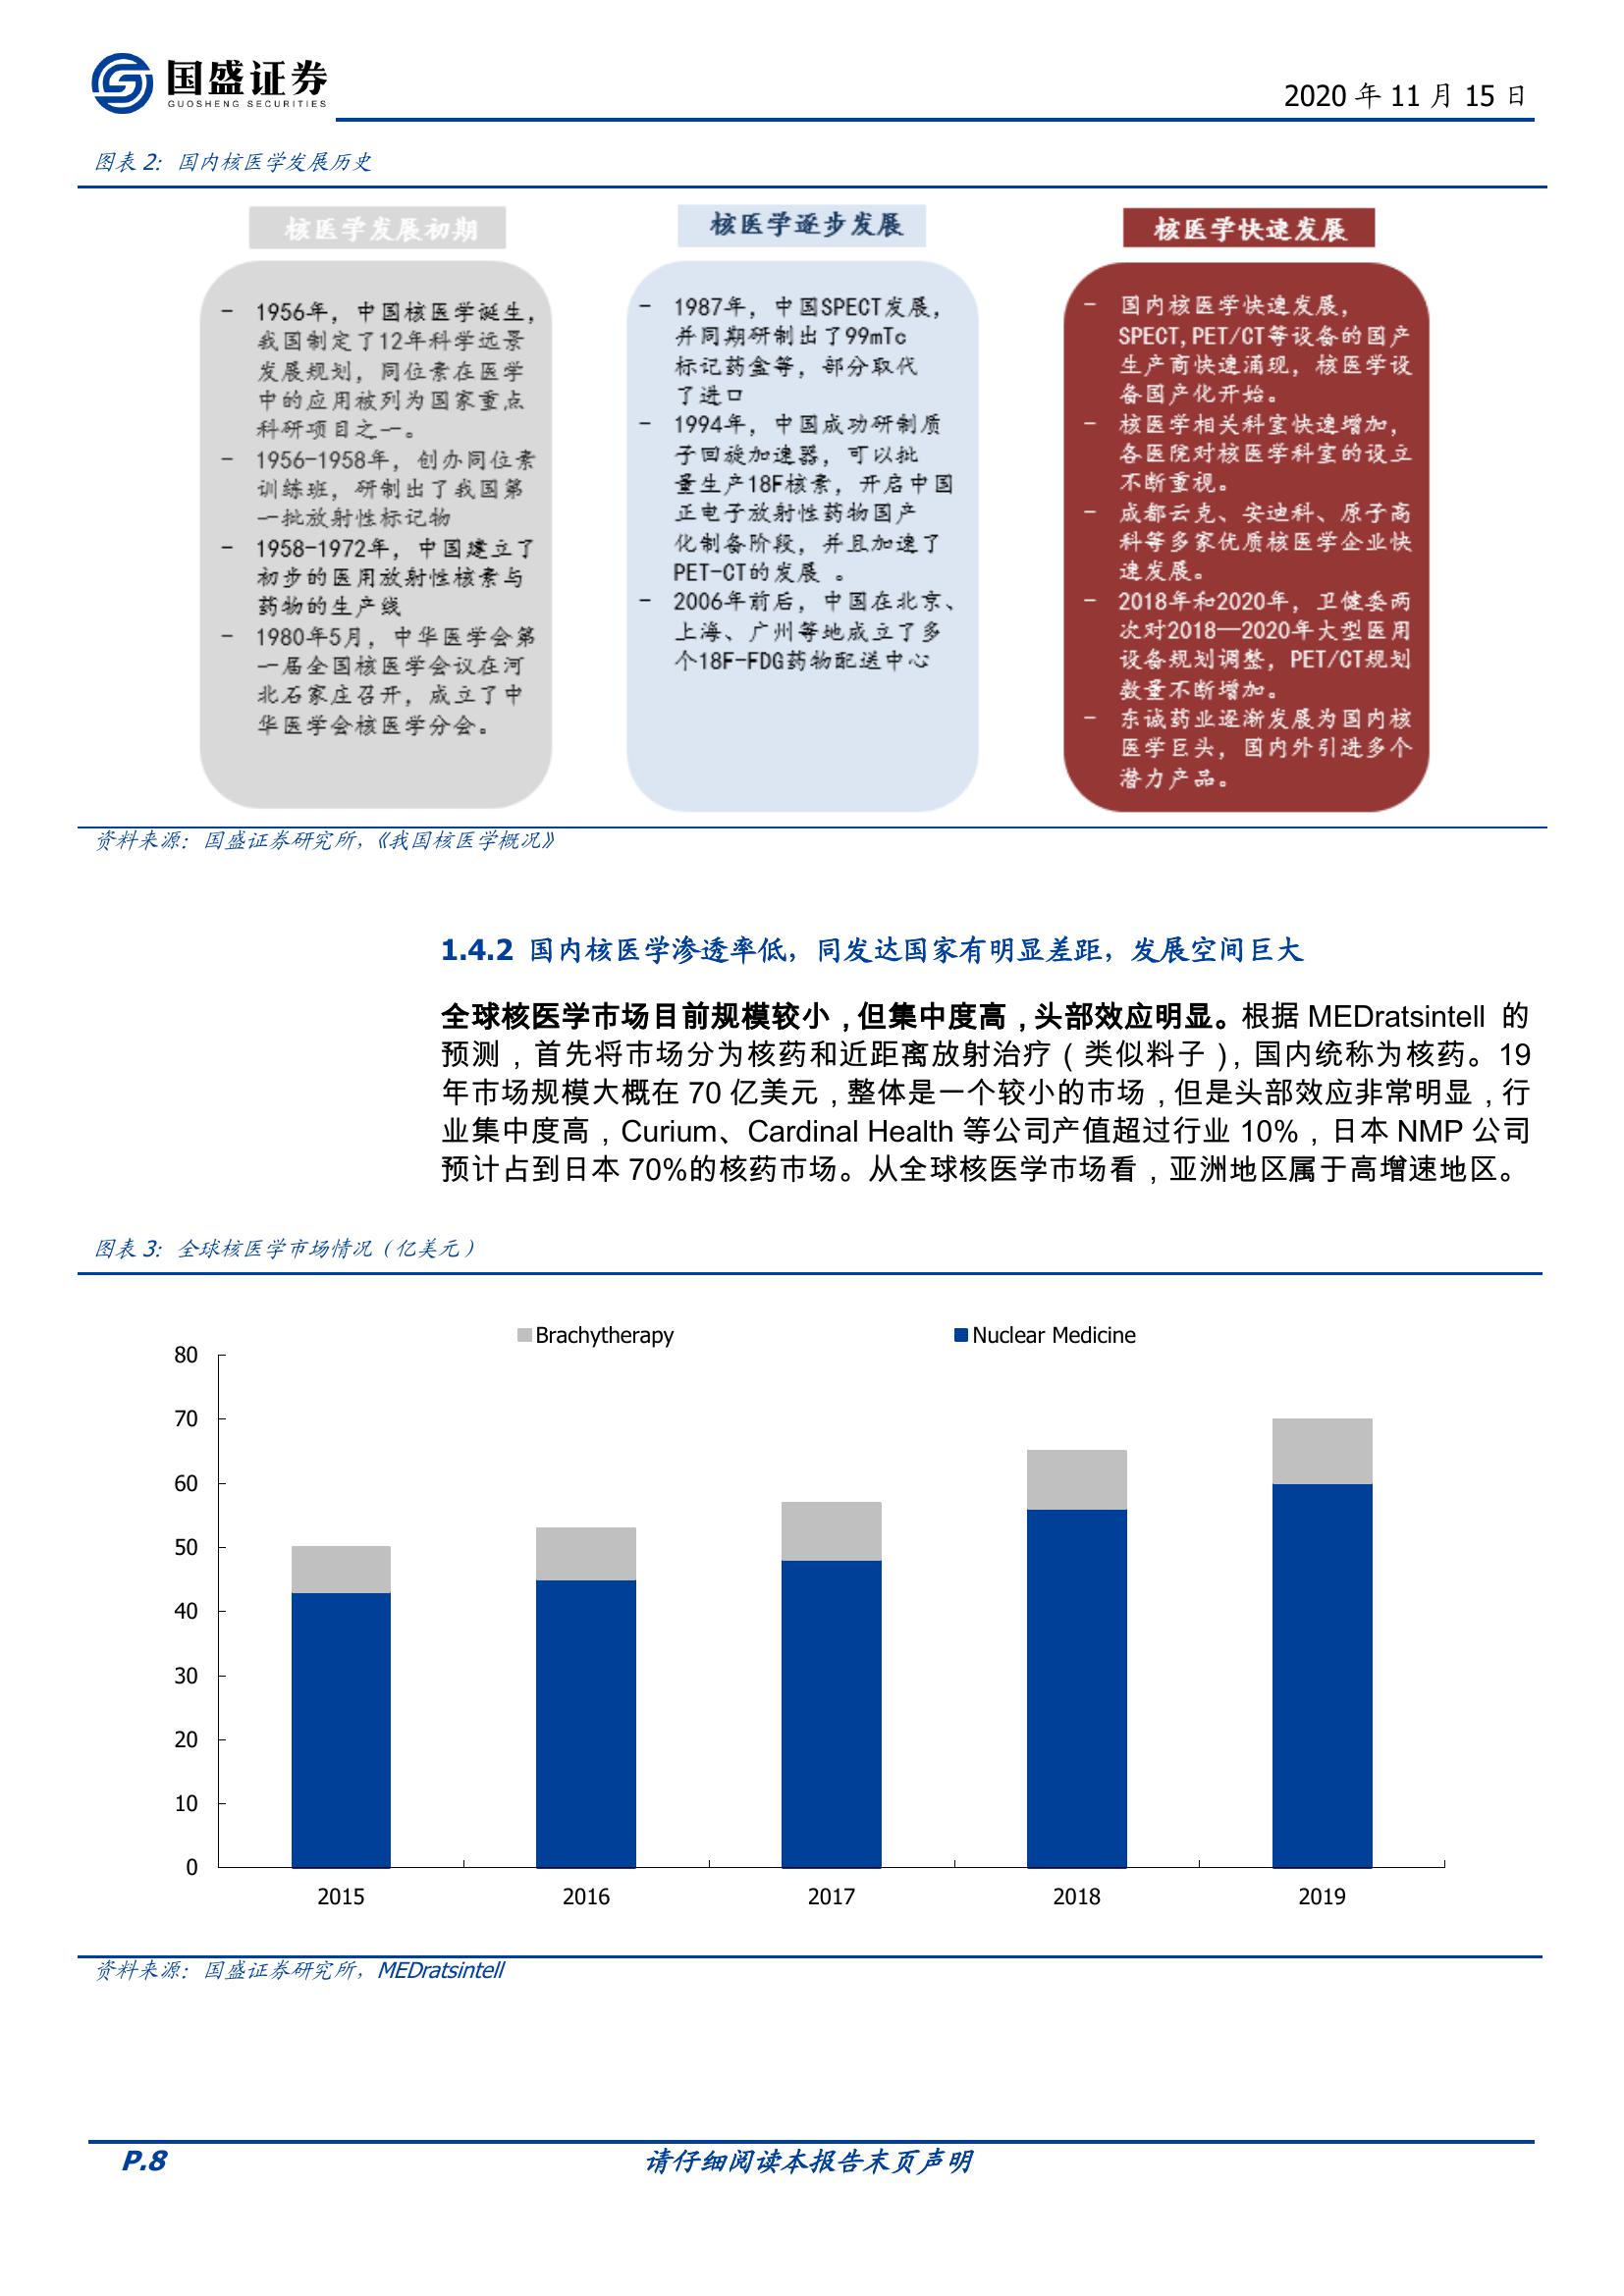 国盛证券
GUOSHENG SECURITIES
2020 年 11 月 15 日
图表 2：国内核医学发展历史
核医学发展初期
- 1956年，中国核医学诞生，
我国制定了12年科学远景
发展规划，同位素在医学
中的应用被列为国家重点
科研项目之一。
- 1956-1958年，创办同位素
训练班，研制出了我国第
一批放射性标记物
- 1958-1972年，中国建立了
初步的医用放射性核素与
药物的生产线
- 1980年5月，中华医学会第
一届全国核医学会议在河
北石家庄召开，成立了中
华医学会核医学分会。
核医学逐步发展
- 1987年，中国SPECT发展，
并同期研制出了99mTc
标记药盒等，部分取代
了进口
- 1994年，中国成功研制质
子回旋加速器，可以批
量生产18F核素，开启中国
正电子放射性药物国产
化制备阶段，并且加速了
PET-CT的发展 。
- 2006年前后，中国在北京、
上海、广州等地成立了多
个18F-FDG药物配送中心
核医学快速发展
- 国内核医学快速发展，
SPECT,PET/CT等设备的国产
生产商快速涌现，核医学设
备国产化开始。
- 核医学相关科室快速增加，
各医院对核医学科室的设立
不断重视。
- 成都云克、安迪科、原子高
科等多家优质核医学企业快
速发展。
- 2018年和2020年，卫健委两
次对2018—2020年大型医用
设备规划调整，PET/CT规划
数量不断增加。
- 东诚药业逐渐发展为国内核
医学巨头，国内外引进多个
潜力产品。
资料来源：国盛证券研究所，《我国核医学概况》
1.4.2 国内核医学渗透率低，同发达国家有明显差距，发展空间巨大
全球核医学市场目前规模较小，但集中度高，头部效应明显。根据 MEDratsintell 的
预测，首先将市场分为核药和近距离放射治疗（类似料子），国内统称为核药。19
年市场规模大概在 70 亿美元，整体是一个较小的市场，但是头部效应非常明显，行
业集中度高，Curium、Cardinal Health 等公司产值超过行业 10%，日本 NMP 公司
预计占到日本 70%的核药市场。从全球核医学市场看，亚洲地区属于高增速地区。
图表 3：全球核医学市场情况（亿美元）
Brachytherapy
Nuclear Medicine
80
70
60
50
40
30
20
10
0
2015
2016
2017
2018
2019
资料来源：国盛证券研究所，MEDratsintell
P.8
请仔细阅读本报告末页声明